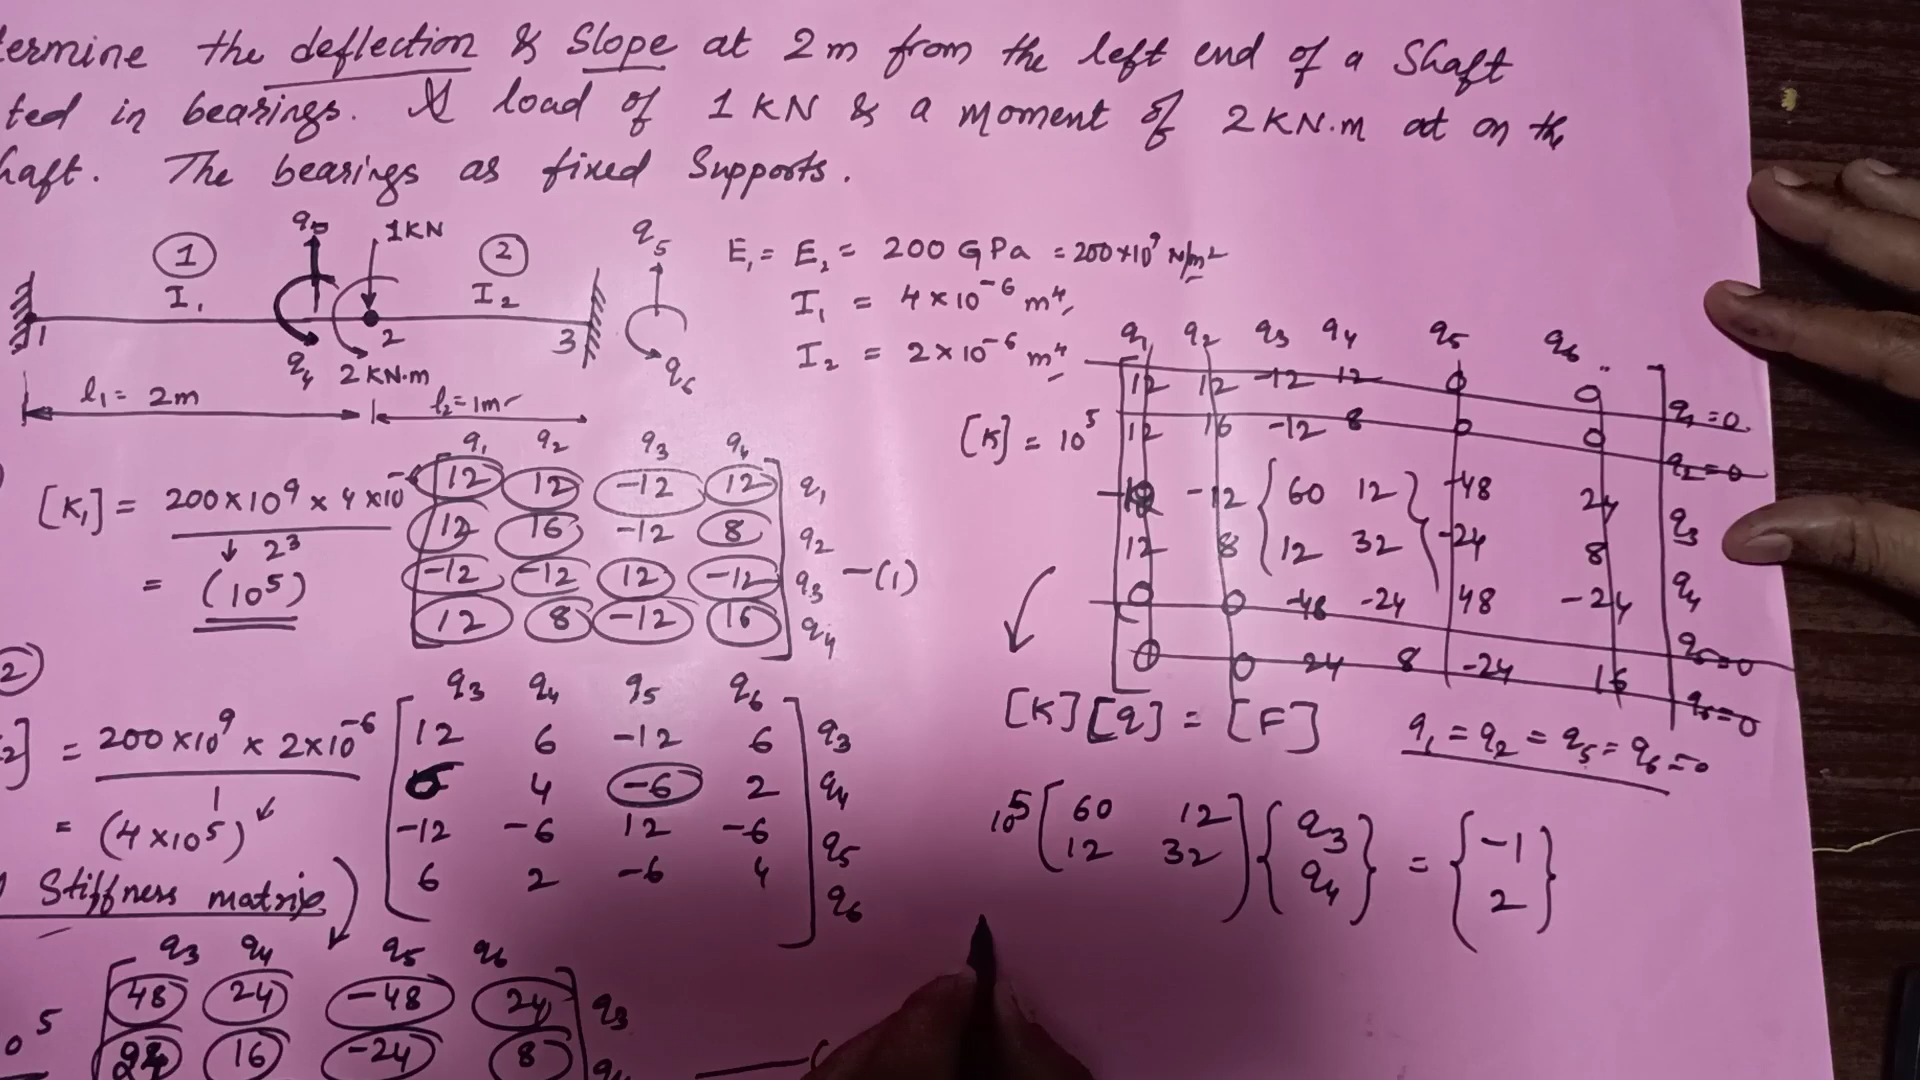 termine the deflection & Slope at 2m from the left end of a Shaft
ted in bearings. A load of 1 KN & a moment of 2KN.m at on the
haft. The bearings as fixed Supports.
1KN
q5
① ②
I1 I2
1 2 3
q4 2 KN.m q6
l1 = 2m l2=1m
E1 = E2 = 200 GPa = 200×10⁹ N/m²
I1 = 4×10⁻⁶ m⁴
I2 = 2×10⁻⁶ m⁴
q1 q2 q3 q4
[K1] = 200×10⁹ × 4×10 / 2³
12 12 -12 12 q1
12 16 -12 8 q2
-12 -12 12 -12 q3 —(1)
12 8 -12 16 q4
= (10⁵)
2
q3 q4 q5 q6
2] = 200×10⁹ × 2×10⁻⁶ / 1
12 6 -12 6 q3
6 4 -6 2 q4
-12 -6 12 -6 q5
6 2 -6 4 q6
= (4×10⁵)
Stiffness matrix
q3 q4 q5 q6
0⁵
48 24 -48 24 q3
24 16 -24 8 q4
q1 q2 q3 q4 q5 q6
[K] = 10⁵
12 12 -12 12 0 0 q1=0
12 16 -12 8 0 0 q2=0
-12 -12 60 12 -48 24 q3
12 8 12 32 -24 8 q4
0 0 -48 -24 48 -24 q5=0
0 0 24 8 -24 16 q6=0
[K][q] = [F] q1=q2=q5=q6=0
10⁵ [60 12 {q3 = {-1
12 32] q4} 2}